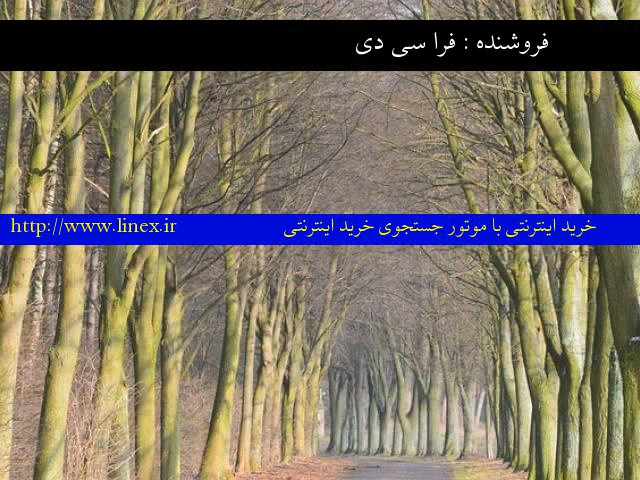 فروشنده : فرا سی دی
خرید اینترنتی با موتور جستجوی خرید اینترنتی http://www.linex.ir